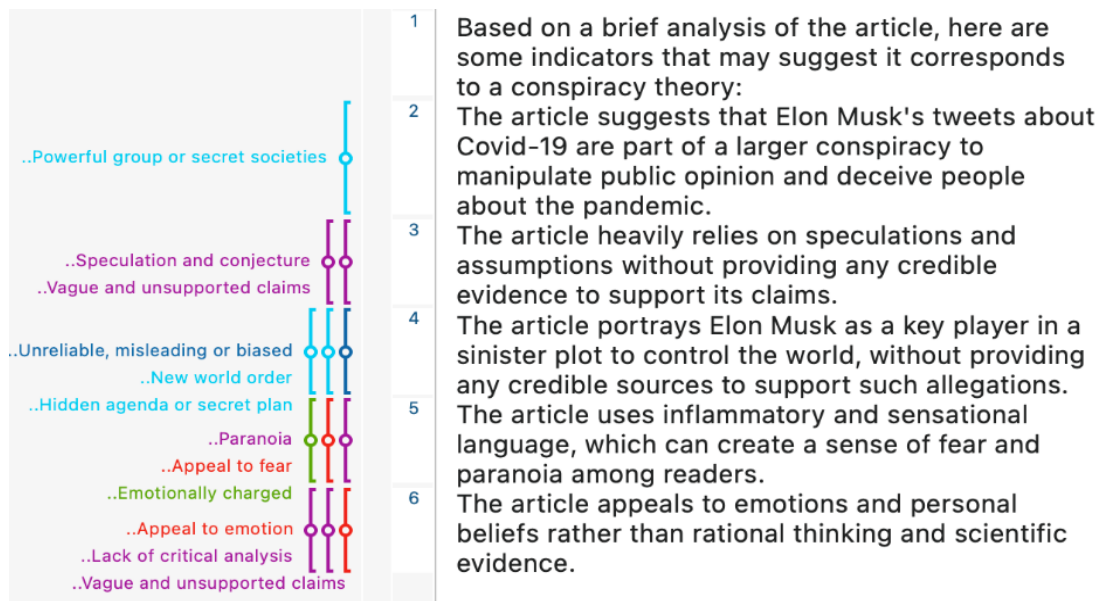 1
Based on a brief analysis of the article, here are
some indicators that may suggest it corresponds
to a conspiracy theory:
2
The article suggests that Elon Musk's tweets about
Covid-19 are part of a larger conspiracy to
..Powerful group or secret societies
manipulate public opinion and deceive people
about the pandemic.
3
The article heavily relies on speculations and
..Speculation and conjecture
assumptions without providing any credible
..Vague and unsupported claims
evidence to support its claims.
4
The article portrays Elon Musk as a key player in a
..Unreliable, misleading or biased
sinister plot to control the world, without providing
..New world order
any credible sources to support such allegations.
..Hidden agenda or secret plan
5
The article uses inflammatory and sensational
..Paranoia
language, which can create a sense of fear and
..Appeal to fear
paranoia among readers.
..Emotionally charged
6
The article appeals to emotions and personal
..Appeal to emotion
beliefs rather than rational thinking and scientific
..Lack of critical analysis
evidence.
..Vague and unsupported claims